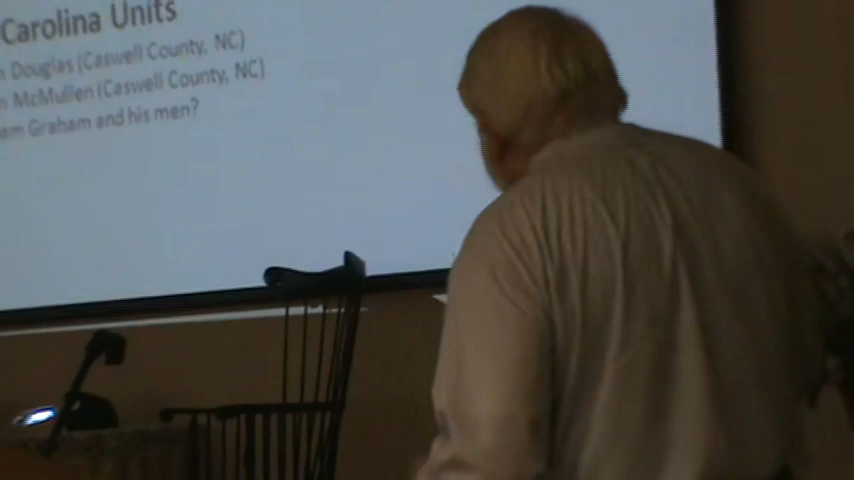 Carolina Units
Douglas (Caswell County, NC)
McMullen (Caswell County, NC)
Graham and his men?